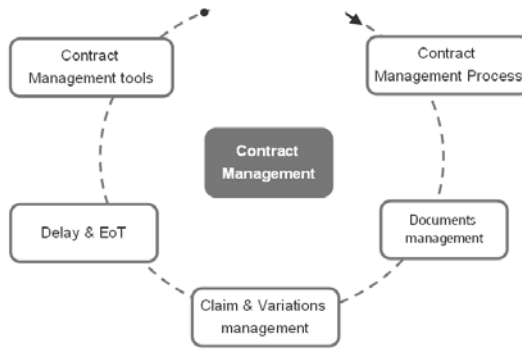 Contract
Management tools
Contract
Management Process
Contract
Management
Delay & EoT
Documents
management
Claim & Variations
management